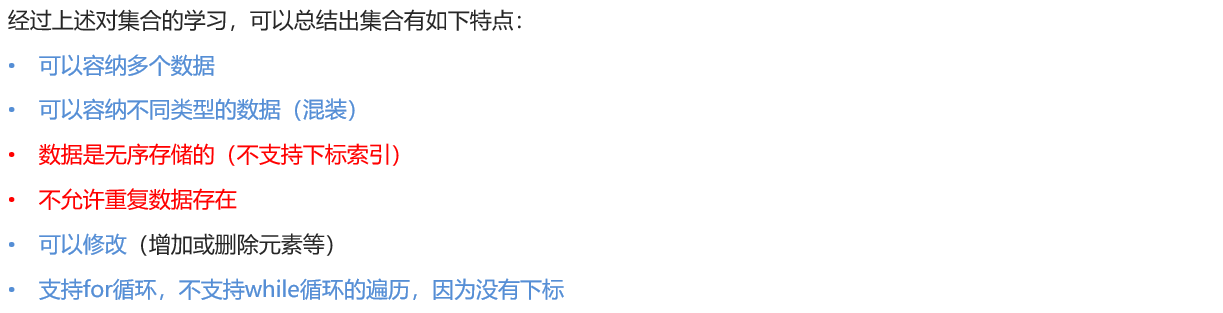 经过上述对集合的学习，可以总结出集合有如下特点：
• 可以容纳多个数据
• 可以容纳不同类型的数据（混装）
• 数据是无序存储的（不支持下标索引）
• 不允许重复数据存在
• 可以修改（增加或删除元素等）
• 支持for循环，不支持while循环的遍历，因为没有下标